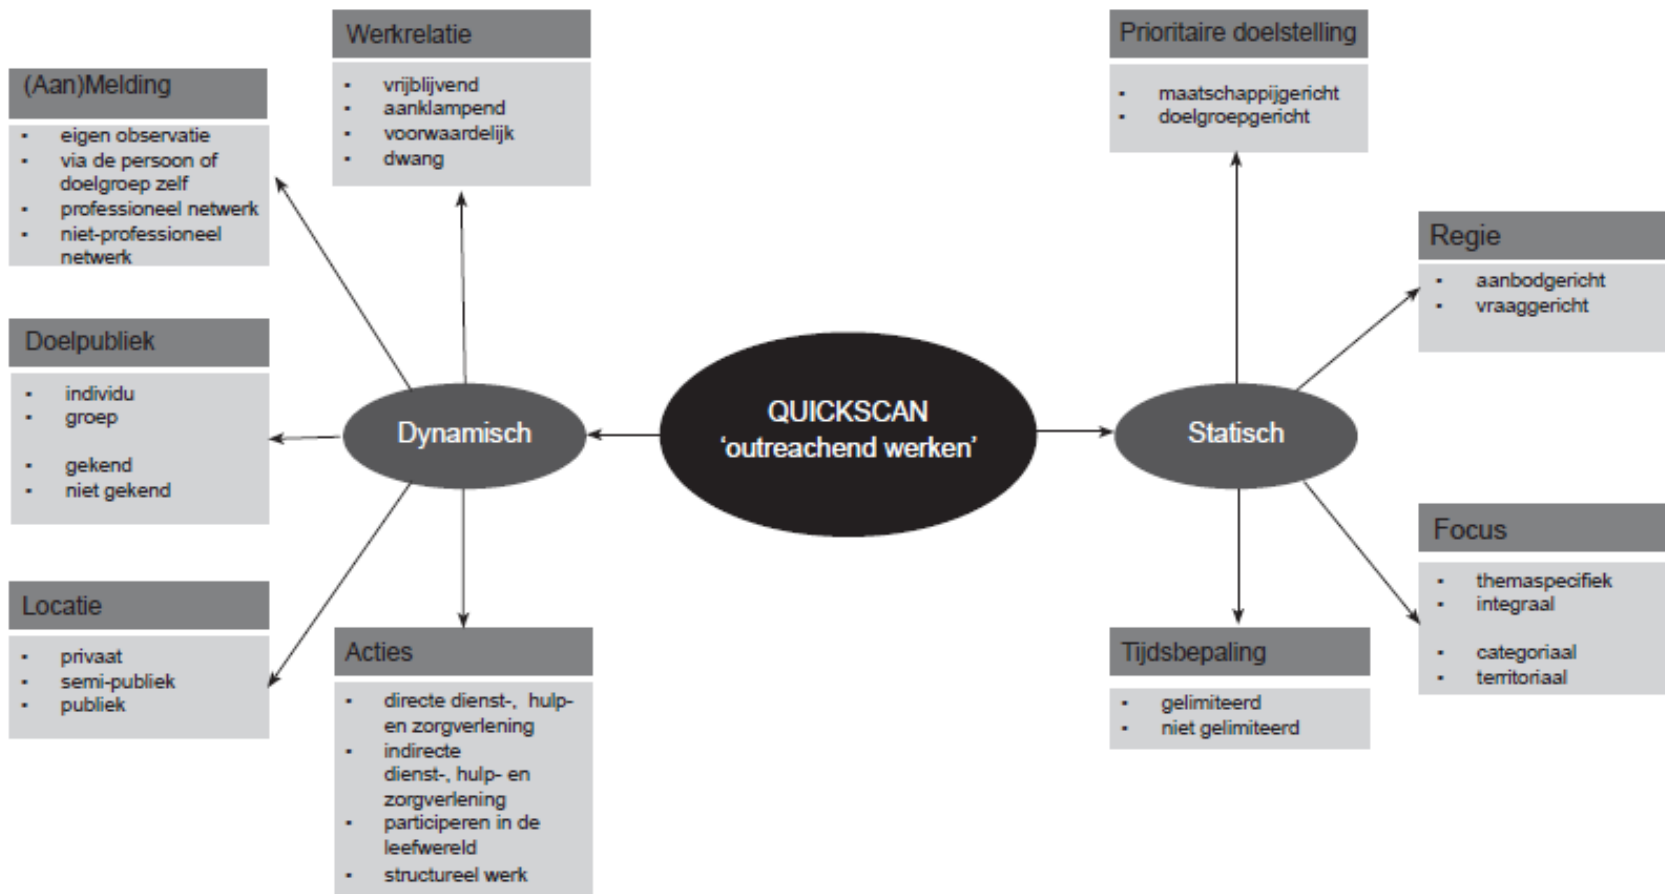 Werkrelatie
vrijblijvend
aanklampend
voorwaardelijk
dwang
Prioritaire doelstelling
maatschappijgericht
doelgroepgericht
(Aan)Melding
eigen observatie
via de persoon of
doelgroep zelf
professioneel netwerk
niet-professioneel
netwerk
Regie
aanbodgericht
vraaggericht
Doelpubliek
individu
groep
gekend
niet gekend
Dynamisch
QUICKSCAN
‘outreachend werken’
Statisch
Focus
themaspecifiek
integraal
categoriaal
territoriaal
Locatie
privaat
semi-publiek
publiek
Acties
directe dienst-, hulp-
en zorgverlening
indirecte
dienst-, hulp- en
zorgverlening
participeren in de
leefwereld
structureel werk
Tijdsbepaling
gelimiteerd
niet gelimiteerd